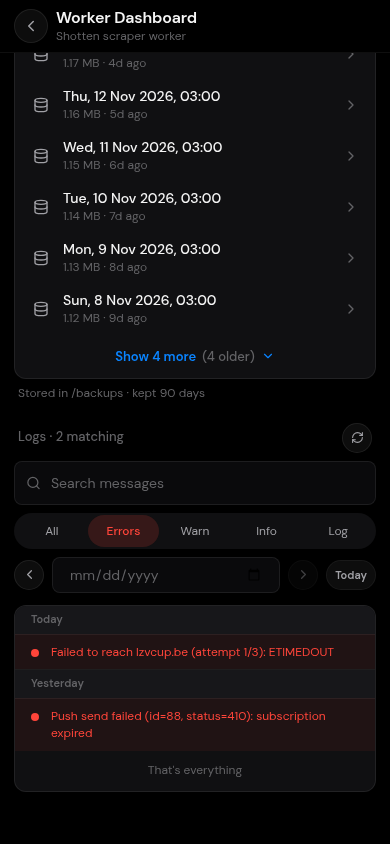 Worker Dashboard
Shotten scraper worker
1.17 MB · 4d ago
Thu, 12 Nov 2026, 03:00
1.16 MB · 5d ago
Wed, 11 Nov 2026, 03:00
1.15 MB · 6d ago
Tue, 10 Nov 2026, 03:00
1.14 MB · 7d ago
Mon, 9 Nov 2026, 03:00
1.13 MB · 8d ago
Sun, 8 Nov 2026, 03:00
1.12 MB · 9d ago
Show 4 more (4 older)
Stored in /backups · kept 90 days
Logs · 2 matching
Search messages
All Errors Warn Info Log
mm/dd/yyyy Today
Today
Failed to reach lzvcup.be (attempt 1/3): ETIMEDOUT
Yesterday
Push send failed (id=88, status=410): subscription
expired
That's everything